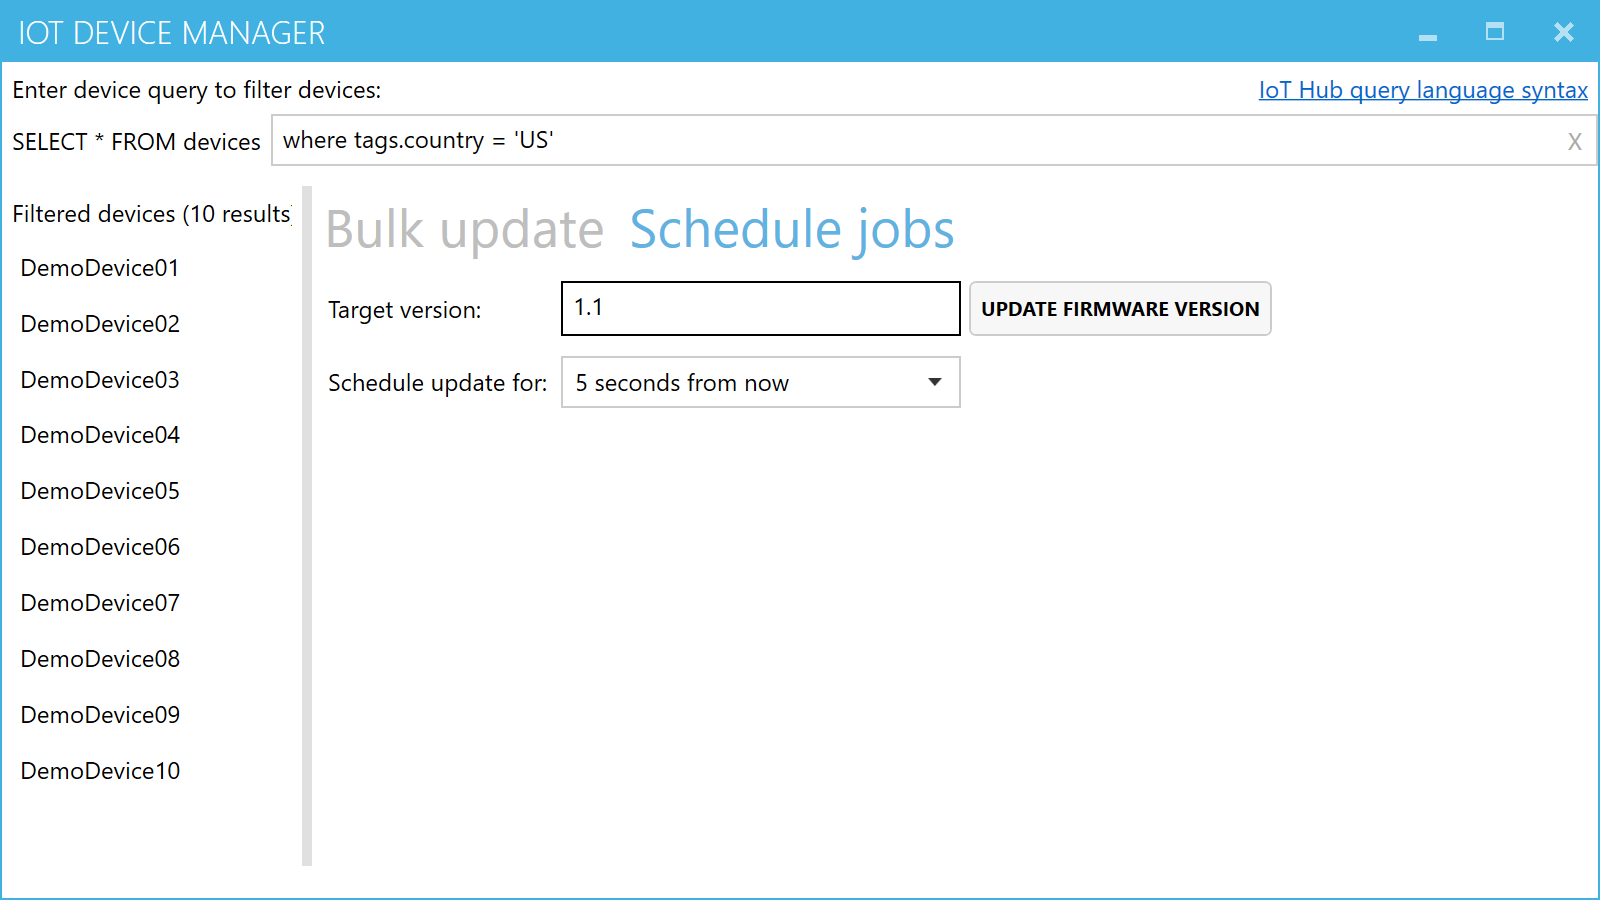 IOT DEVICE MANAGER
Enter device query to filter devices:
IoT Hub query language syntax
SELECT * FROM devices
where tags.country = 'US'
X
Filtered devices (10 results)
DemoDevice01
DemoDevice02
DemoDevice03
DemoDevice04
DemoDevice05
DemoDevice06
DemoDevice07
DemoDevice08
DemoDevice09
DemoDevice10
Bulk update
Schedule jobs
Target version:
1.1
UPDATE FIRMWARE VERSION
Schedule update for:
5 seconds from now